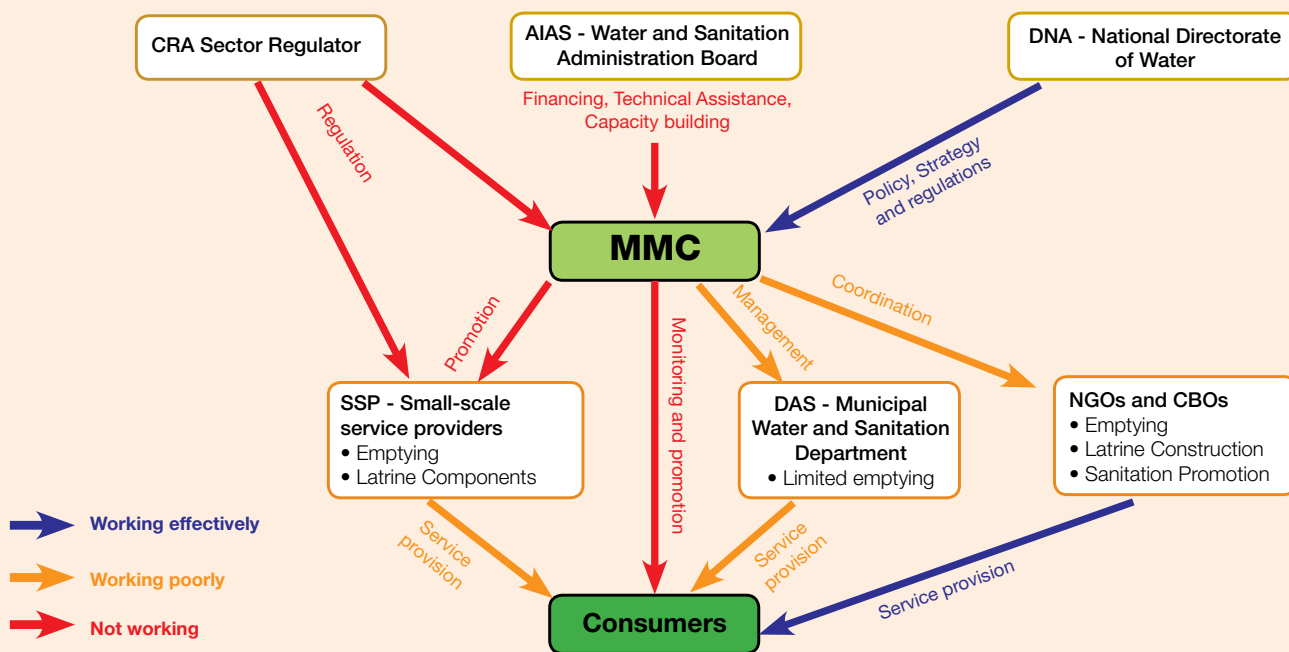 CRA Sector Regulator
AIAS - Water and Sanitation
Administration Board
DNA - National Directorate
of Water
Financing, Technical Assistance,
Capacity building
Regulation
Policy, Strategy
and regulations
MMC
Promotion
Monitoring and promotion
Management
Coordination
SSP - Small-scale
service providers
• Emptying
• Latrine Components
DAS - Municipal
Water and Sanitation
Department
• Limited emptying
NGOs and CBOs
• Emptying
• Latrine Construction
• Sanitation Promotion
Service
provision
Service
provision
Service provision
Consumers
Working effectively
Working poorly
Not working